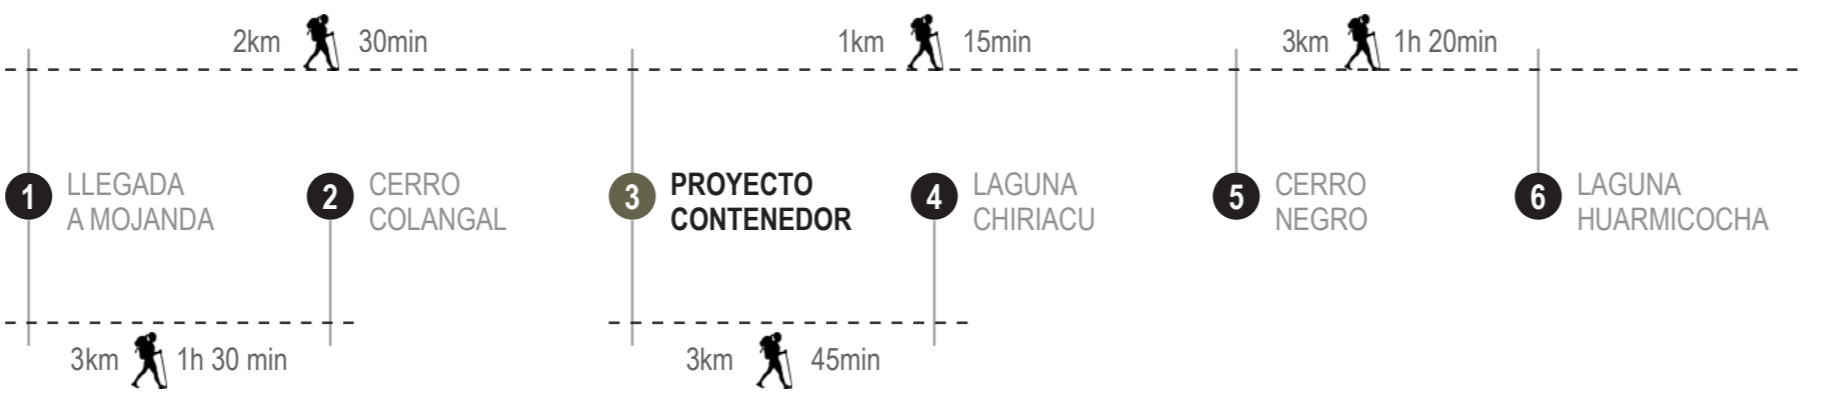 2km 30min
1km 15min
3km 1h 20min
1 LLEGADA
A MOJANDA
2 CERRO
COLANGAL
3 PROYECTO
CONTENEDOR
4 LAGUNA
CHIRIACU
5 CERRO
NEGRO
6 LAGUNA
HUARMICOCHA
3km 1h 30 min
3km 45min